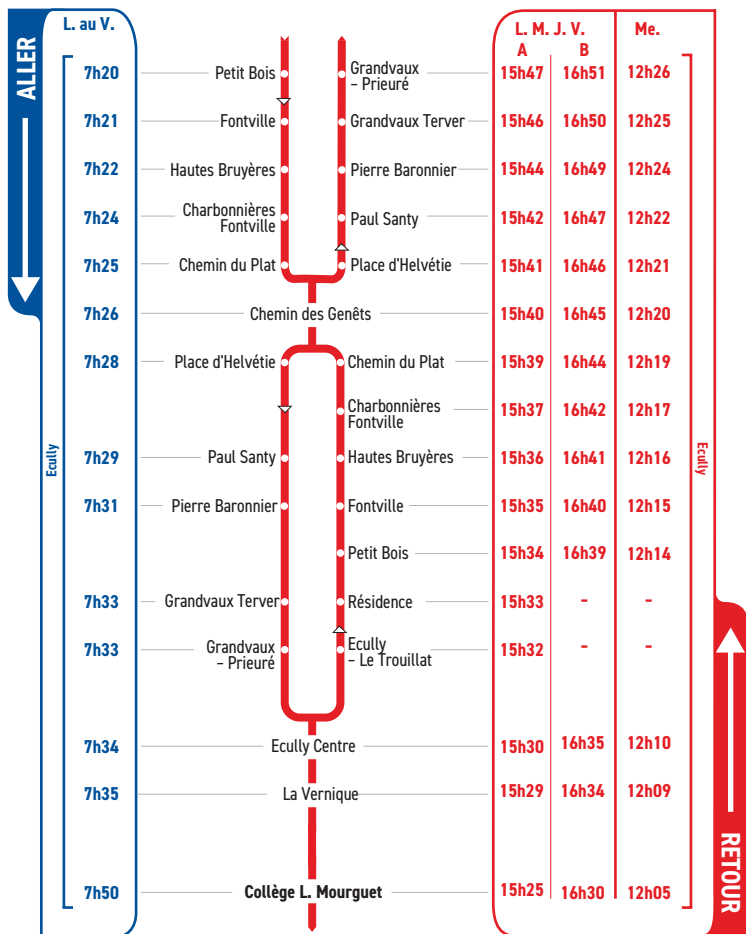 L. au V.
L. M. J. V.
Me.
A
B
ALLER
7h20
Petit Bois
Grandvaux
– Prieuré
15h47
16h51
12h26
7h21
Fontville
Grandvaux Terver
15h46
16h50
12h25
7h22
Hautes Bruyères
Pierre Baronnier
15h44
16h49
12h24
7h24
Charbonnières
Fontville
Paul Santy
15h42
16h47
12h22
7h25
Chemin du Plat
Place d'Helvétie
15h41
16h46
12h21
7h26
Chemin des Genêts
15h40
16h45
12h20
7h28
Place d'Helvétie
Chemin du Plat
15h39
16h44
12h19
Charbonnières
Fontville
15h37
16h42
12h17
Ecully
7h29
Paul Santy
Hautes Bruyères
15h36
16h41
12h16
Ecully
7h31
Pierre Baronnier
Fontville
15h35
16h40
12h15
Petit Bois
15h34
16h39
12h14
7h33
Grandvaux Terver
Résidence
15h33
-
-
7h33
Grandvaux
– Prieuré
Ecully
– Le Trouillat
15h32
-
-
7h34
Ecully Centre
15h30
16h35
12h10
7h35
La Vernique
15h29
16h34
12h09
7h50
Collège L. Mourguet
15h25
16h30
12h05
RETOUR